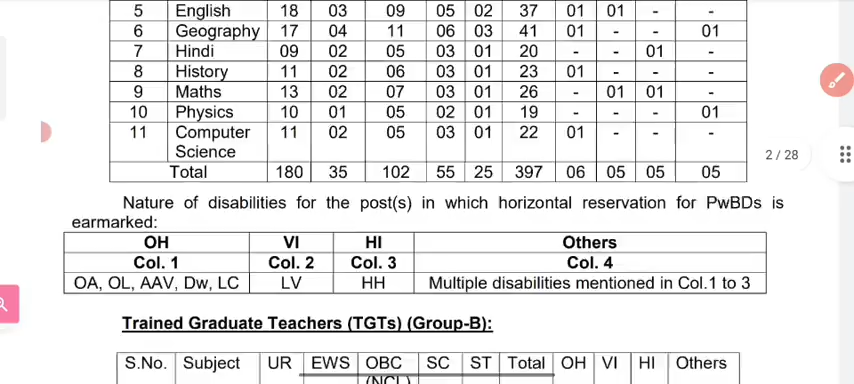 5 English 18 03 09 05 02 37 01 01 - -
6 Geography 17 04 11 06 03 41 01 - - 01
7 Hindi 09 02 05 03 01 20 - - 01 -
8 History 11 02 06 03 01 23 01 - - -
9 Maths 13 02 07 03 01 26 - 01 01 -
10 Physics 10 01 05 02 01 19 - - - 01
11 Computer 11 02 05 03 01 22 01 - - -
Science
Total 180 35 102 55 25 397 06 05 05 05
2 / 28
Nature of disabilities for the post(s) in which horizontal reservation for PwBDs is
earmarked:
OH VI HI Others
Col. 1 Col. 2 Col. 3 Col. 4
OA, OL, AAV, Dw, LC LV HH Multiple disabilities mentioned in Col.1 to 3
Trained Graduate Teachers (TGTs) (Group-B):
S.No. Subject UR EWS OBC SC ST Total OH VI HI Others
(NCL)